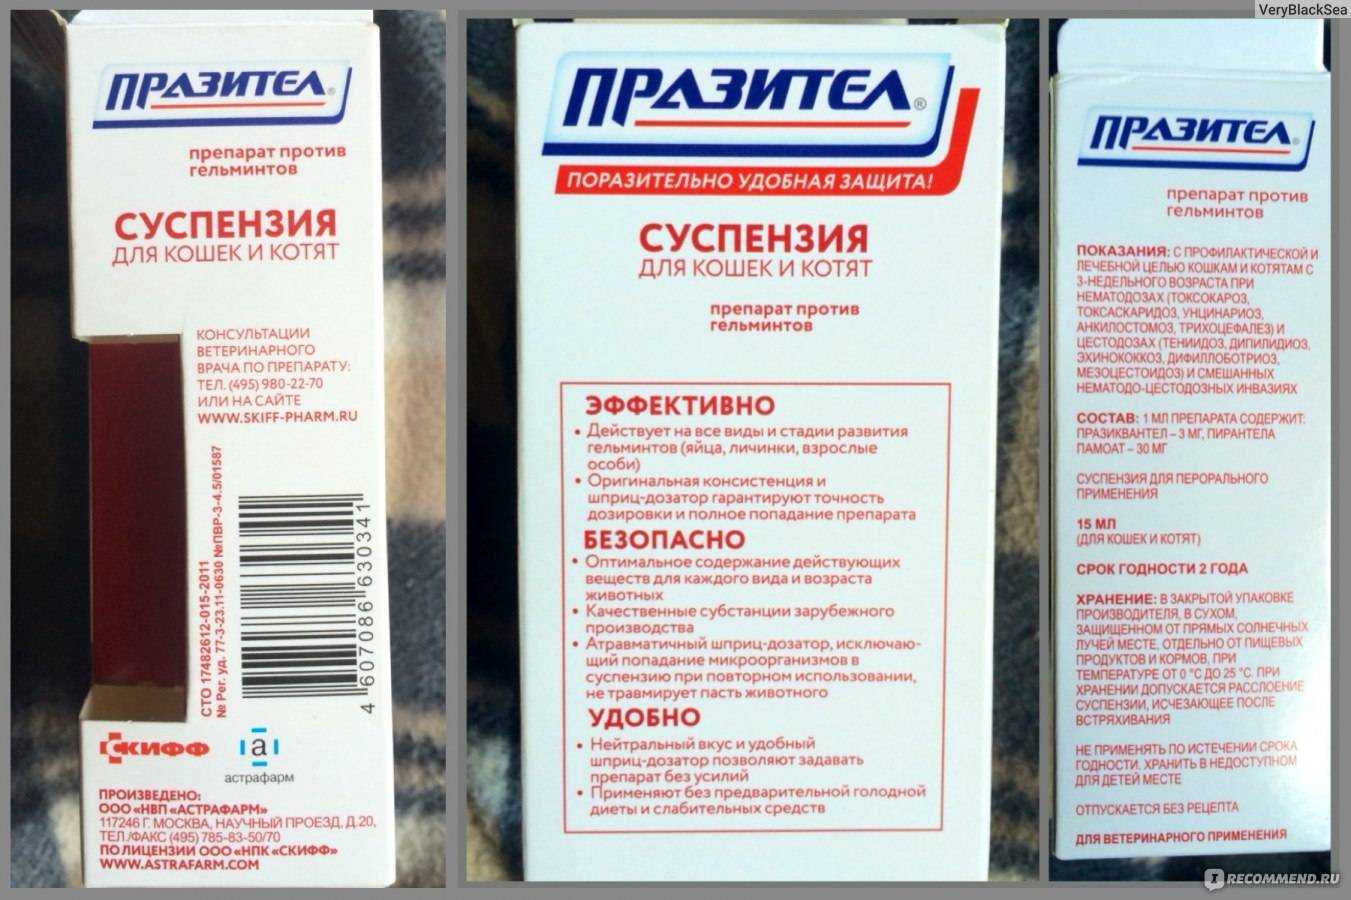 VeryBlackSea
ПРАЗИТЕЛ®
препарат против
гельминтов
СУСПЕНЗИЯ
ДЛЯ КОШЕК И КОТЯТ
КОНСУЛЬТАЦИИ
ВЕТЕРИНАРНОГО
ВРАЧА ПО ПРЕПАРАТУ:
ТЕЛ. (495) 980-22-70
ИЛИ НА САЙТЕ
WWW.SKIFF-PHARM.RU
СТО 17482612-015-2011
№ Рег. уд. 77-3-23.11-0630 №ПВР-3-4.5/01587
4 607086 630341
СКИФФ
а
астрафарм
ПРОИЗВЕДЕНО:
ООО «НВП «АСТРАФАРМ»
117246 Г. МОСКВА, НАУЧНЫЙ ПРОЕЗД, Д.20,
ТЕЛ./ФАКС (495) 785-83-50/70
ПО ЛИЦЕНЗИИ ООО «НПК «СКИФФ»
WWW.ASTRAFARM.COM
ПРАЗИТЕЛ®
ПОРАЗИТЕЛЬНО УДОБНАЯ ЗАЩИТА!
СУСПЕНЗИЯ
ДЛЯ КОШЕК И КОТЯТ
препарат против
гельминтов
ЭФФЕКТИВНО
• Действует на все виды и стадии развития
гельминтов (яйца, личинки, взрослые
особи)
• Оригинальная консистенция и
шприц-дозатор гарантируют точность
дозировки и полное попадание препарата
БЕЗОПАСНО
• Оптимальное содержание действующих
веществ для каждого вида и возраста
животных
• Качественные субстанции зарубежного
производства
• Атравматичный шприц-дозатор, исключаю-
щий попадание микроорганизмов в
суспензию при повторном использовании,
не травмирует пасть животного
УДОБНО
• Нейтральный вкус и удобный
шприц-дозатор позволяют задавать
препарат без усилий
• Применяют без предварительной голодной
диеты и слабительных средств
ПРАЗИТЕЛ®
препарат против
гельминтов
ПОКАЗАНИЯ: С ПРОФИЛАКТИЧЕСКОЙ И
ЛЕЧЕБНОЙ ЦЕЛЬЮ КОШКАМ И КОТЯТАМ С
3-НЕДЕЛЬНОГО ВОЗРАСТА ПРИ
НЕМАТОДОЗАХ (ТОКСОКАРОЗ,
ТОКСАСКАРИДОЗ, УНЦИНАРИОЗ,
АНКИЛОСТОМОЗ, ТРИХОЦЕФАЛЕЗ) И
ЦЕСТОДОЗАХ (ТЕНИИДОЗ, ДИПИЛИДИОЗ,
ЭХИНОКОККОЗ, ДИФИЛЛОБОТРИОЗ,
МЕЗОЦЕСТОИДОЗ) И СМЕШАННЫХ
НЕМАТОДО-ЦЕСТОДОЗНЫХ ИНВАЗИЯХ
СОСТАВ: 1 МЛ ПРЕПАРАТА СОДЕРЖИТ:
ПРАЗИКВАНТЕЛ – 3 МГ, ПИРАНТЕЛА
ПАМОАТ – 30 МГ
СУСПЕНЗИЯ ДЛЯ ПЕРОРАЛЬНОГО
ПРИМЕНЕНИЯ
15 МЛ
(ДЛЯ КОШЕК И КОТЯТ)
СРОК ГОДНОСТИ 2 ГОДА
ХРАНЕНИЕ: В ЗАКРЫТОЙ УПАКОВКЕ
ПРОИЗВОДИТЕЛЯ, В СУХОМ,
ЗАЩИЩЕННОМ ОТ ПРЯМЫХ СОЛНЕЧНЫХ
ЛУЧЕЙ МЕСТЕ, ОТДЕЛЬНО ОТ ПИЩЕВЫХ
ПРОДУКТОВ И КОРМОВ, ПРИ
ТЕМПЕРАТУРЕ ОТ 0 °С ДО 25 °С. ПРИ
ХРАНЕНИИ ДОПУСКАЕТСЯ РАССЛОЕНИЕ
СУСПЕНЗИИ, ИСЧЕЗАЮЩЕЕ ПОСЛЕ
ВСТРЯХИВАНИЯ
НЕ ПРИМЕНЯТЬ ПО ИСТЕЧЕНИИ СРОКА
ГОДНОСТИ. ХРАНИТЬ В НЕДОСТУПНОМ
ДЛЯ ДЕТЕЙ МЕСТЕ
ОТПУСКАЕТСЯ БЕЗ РЕЦЕПТА
ДЛЯ ВЕТЕРИНАРНОГО ПРИМЕНЕНИЯ
IRECOMMEND.RU